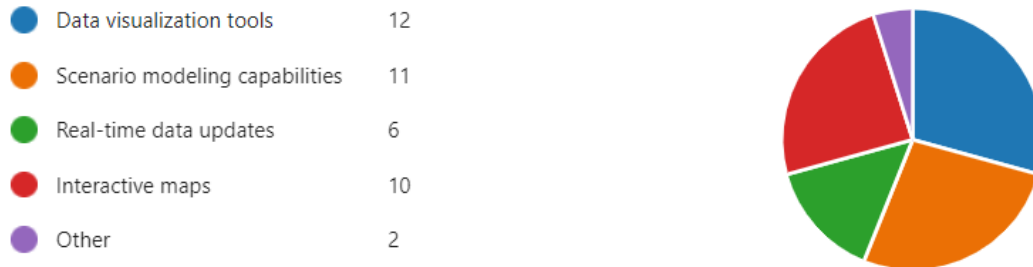 Data visualization tools 12
Scenario modeling capabilities 11
Real-time data updates 6
Interactive maps 10
Other 2